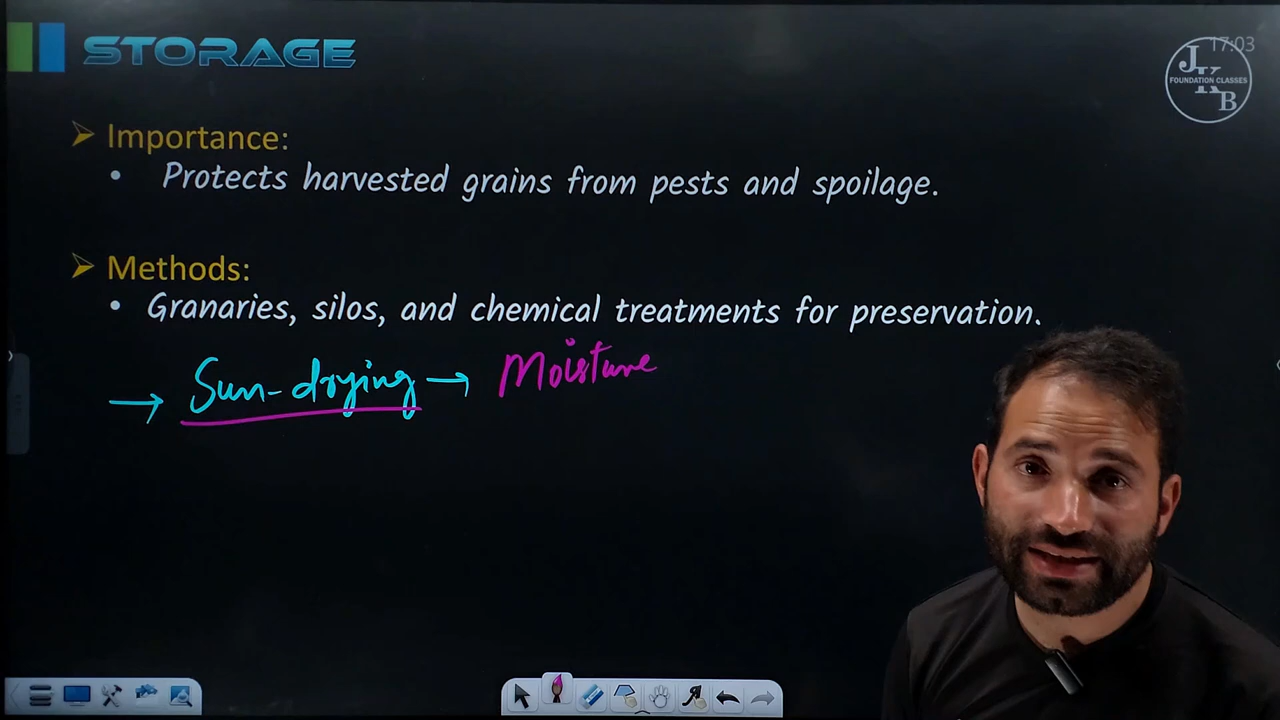 STORAGE
17:03
J
FOUNDATION CLASSES
K
B
➢ Importance:
• Protects harvested grains from pests and spoilage.
➢ Methods:
• Granaries, silos, and chemical treatments for preservation.
→ Sun-drying → Moisture